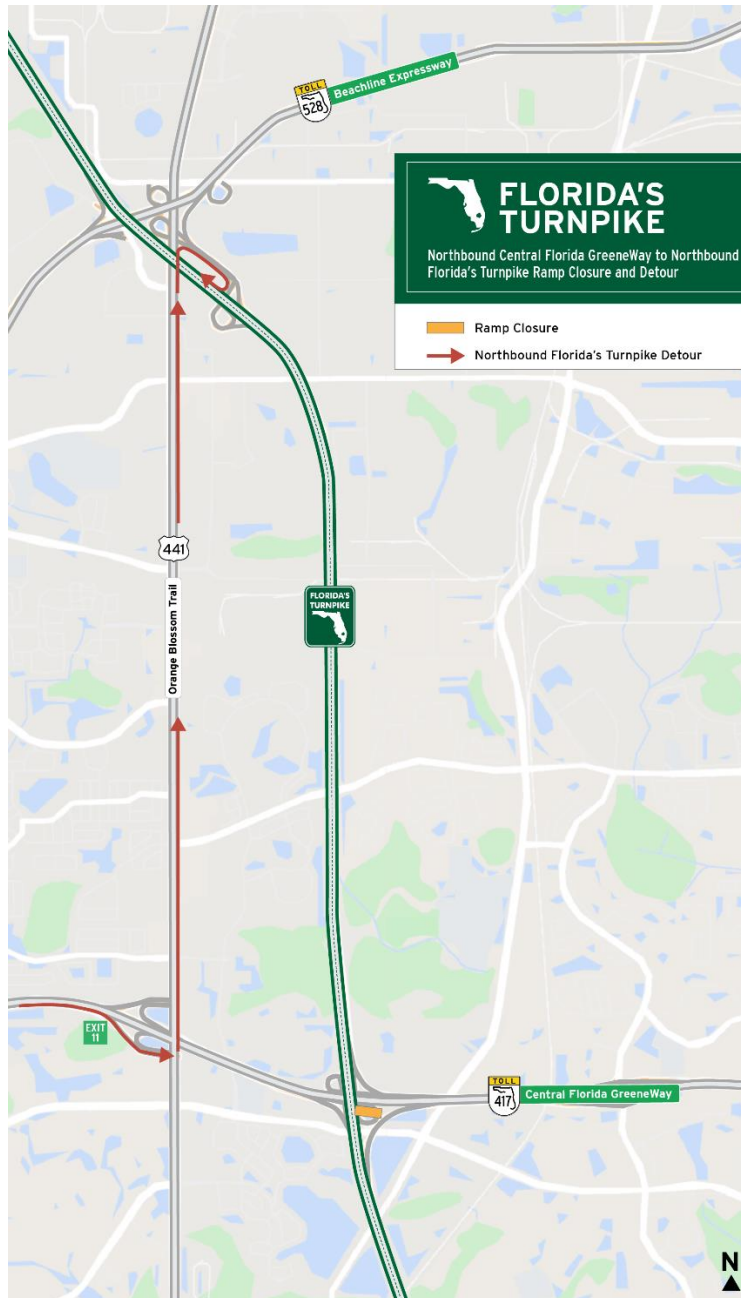 TOLL
528
Beachline Expressway
FLORIDA'S
TURNPIKE
Northbound Central Florida GreeneWay to Northbound
Florida's Turnpike Ramp Closure and Detour
Ramp Closure
Northbound Florida's Turnpike Detour
441
Orange Blossom Trail
FLORIDA'S
TURNPIKE
EXIT
11
TOLL
417
Central Florida GreeneWay
N